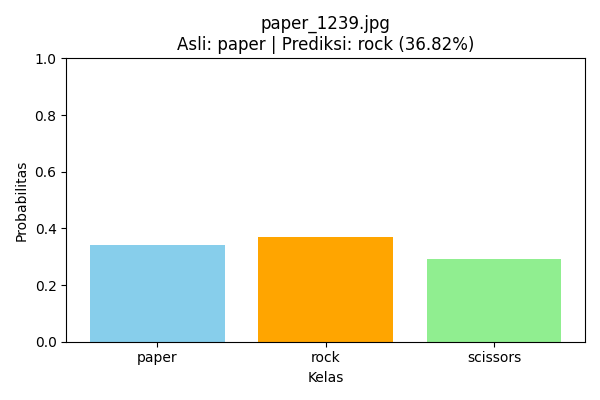 paper_1239.jpg
Asli: paper | Prediksi: rock (36.82%)
1.0
0.8
0.6
0.4
0.2
0.0
Probabilitas
paper rock scissors
Kelas